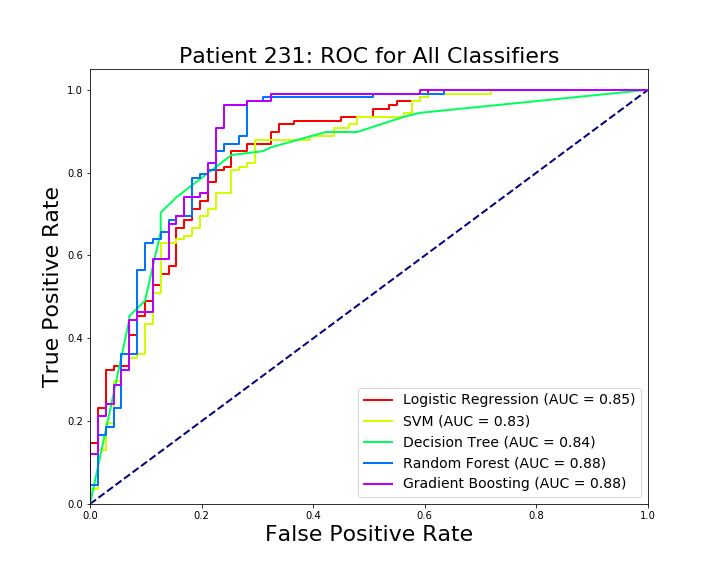 Patient 231: ROC for All Classifiers
True Positive Rate
1.0
0.8
0.6
0.4
0.2
0.0
Logistic Regression (AUC = 0.85)
SVM (AUC = 0.83)
Decision Tree (AUC = 0.84)
Random Forest (AUC = 0.88)
Gradient Boosting (AUC = 0.88)
0.0 0.2 0.4 0.6 0.8 1.0
False Positive Rate